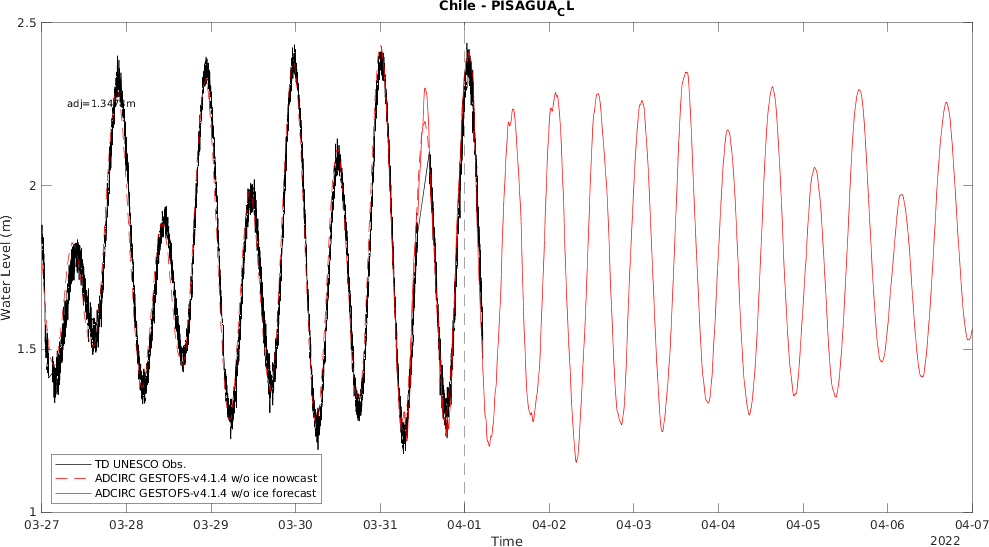 Chile - PISAGUA_CL
2.5
adj=1.3473m
2
Water Level (m)
1.5
TD UNESCO Obs.
ADCIRC GESTOFS-v4.1.4 w/o ice nowcast
ADCIRC GESTOFS-v4.1.4 w/o ice forecast
1
03-27 03-28 03-29 03-30 03-31 04-01 04-02 04-03 04-04 04-05 04-06 04-07
Time
2022